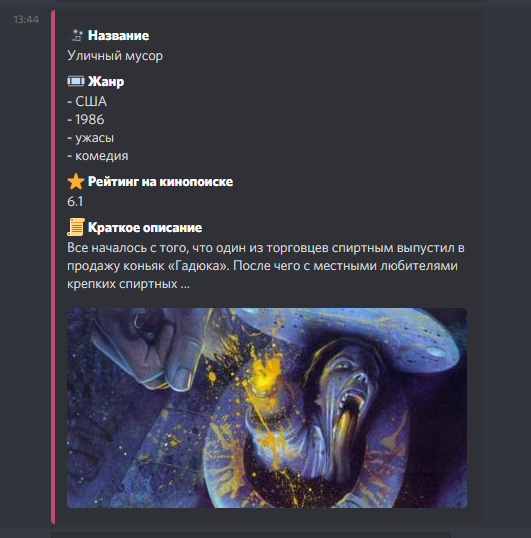 13:44
Название
Уличный мусор
Жанр
- США
- 1986
- ужасы
- комедия
Рейтинг на кинопоиске
6.1
Краткое описание
Все началось с того, что один из торговцев спиртным выпустил в
продажу коньяк «Гадюка». После чего с местными любителями
крепких спиртных ...